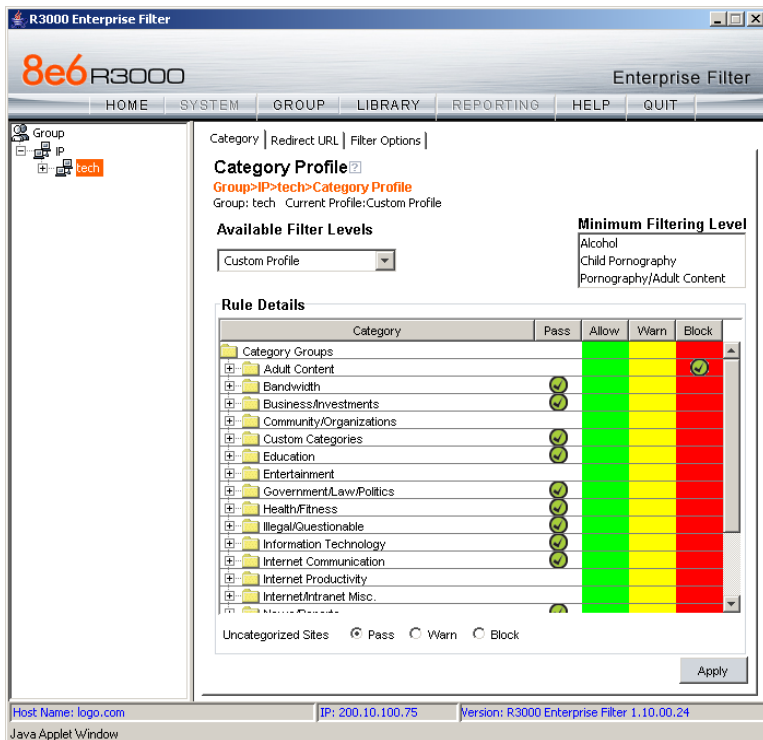 R3000 Enterprise Filter
8e6 R3000
Enterprise Filter
HOME SYSTEM GROUP LIBRARY REPORTING HELP QUIT
Group
IP
tech
Category Redirect URL Filter Options
Category Profile
Group>IP>tech>Category Profile
Group: tech Current Profile:Custom Profile
Available Filter Levels
Custom Profile
Minimum Filtering Level
Alcohol
Child Pornography
Pornography/Adult Content
Rule Details
Category Pass Allow Warn Block
Category Groups
Adult Content
Bandwidth
Business/Investments
Community/Organizations
Custom Categories
Education
Entertainment
Government/Law/Politics
Health/Fitness
Illegal/Questionable
Information Technology
Internet Communication
Internet Productivity
Internet/Intranet Misc.
News/Reports
Uncategorized Sites Pass Warn Block
Apply
Host Name: logo.com IP: 200.10.100.75 Version: R3000 Enterprise Filter 1.10.00.24
Java Applet Window